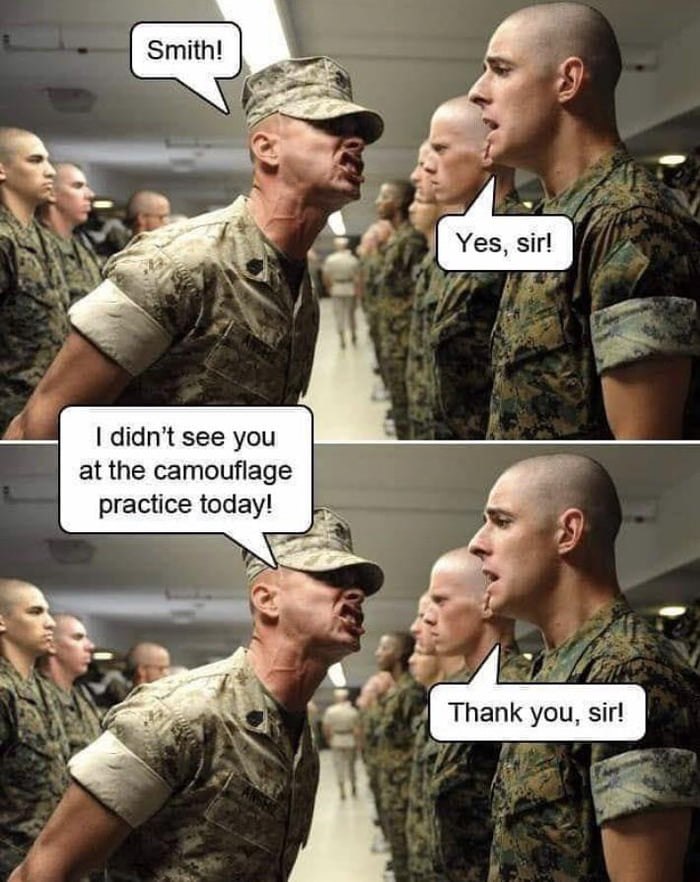 Smith!
Yes, sir!
I didn't see you
at the camouflage
practice today!
Thank you, sir!